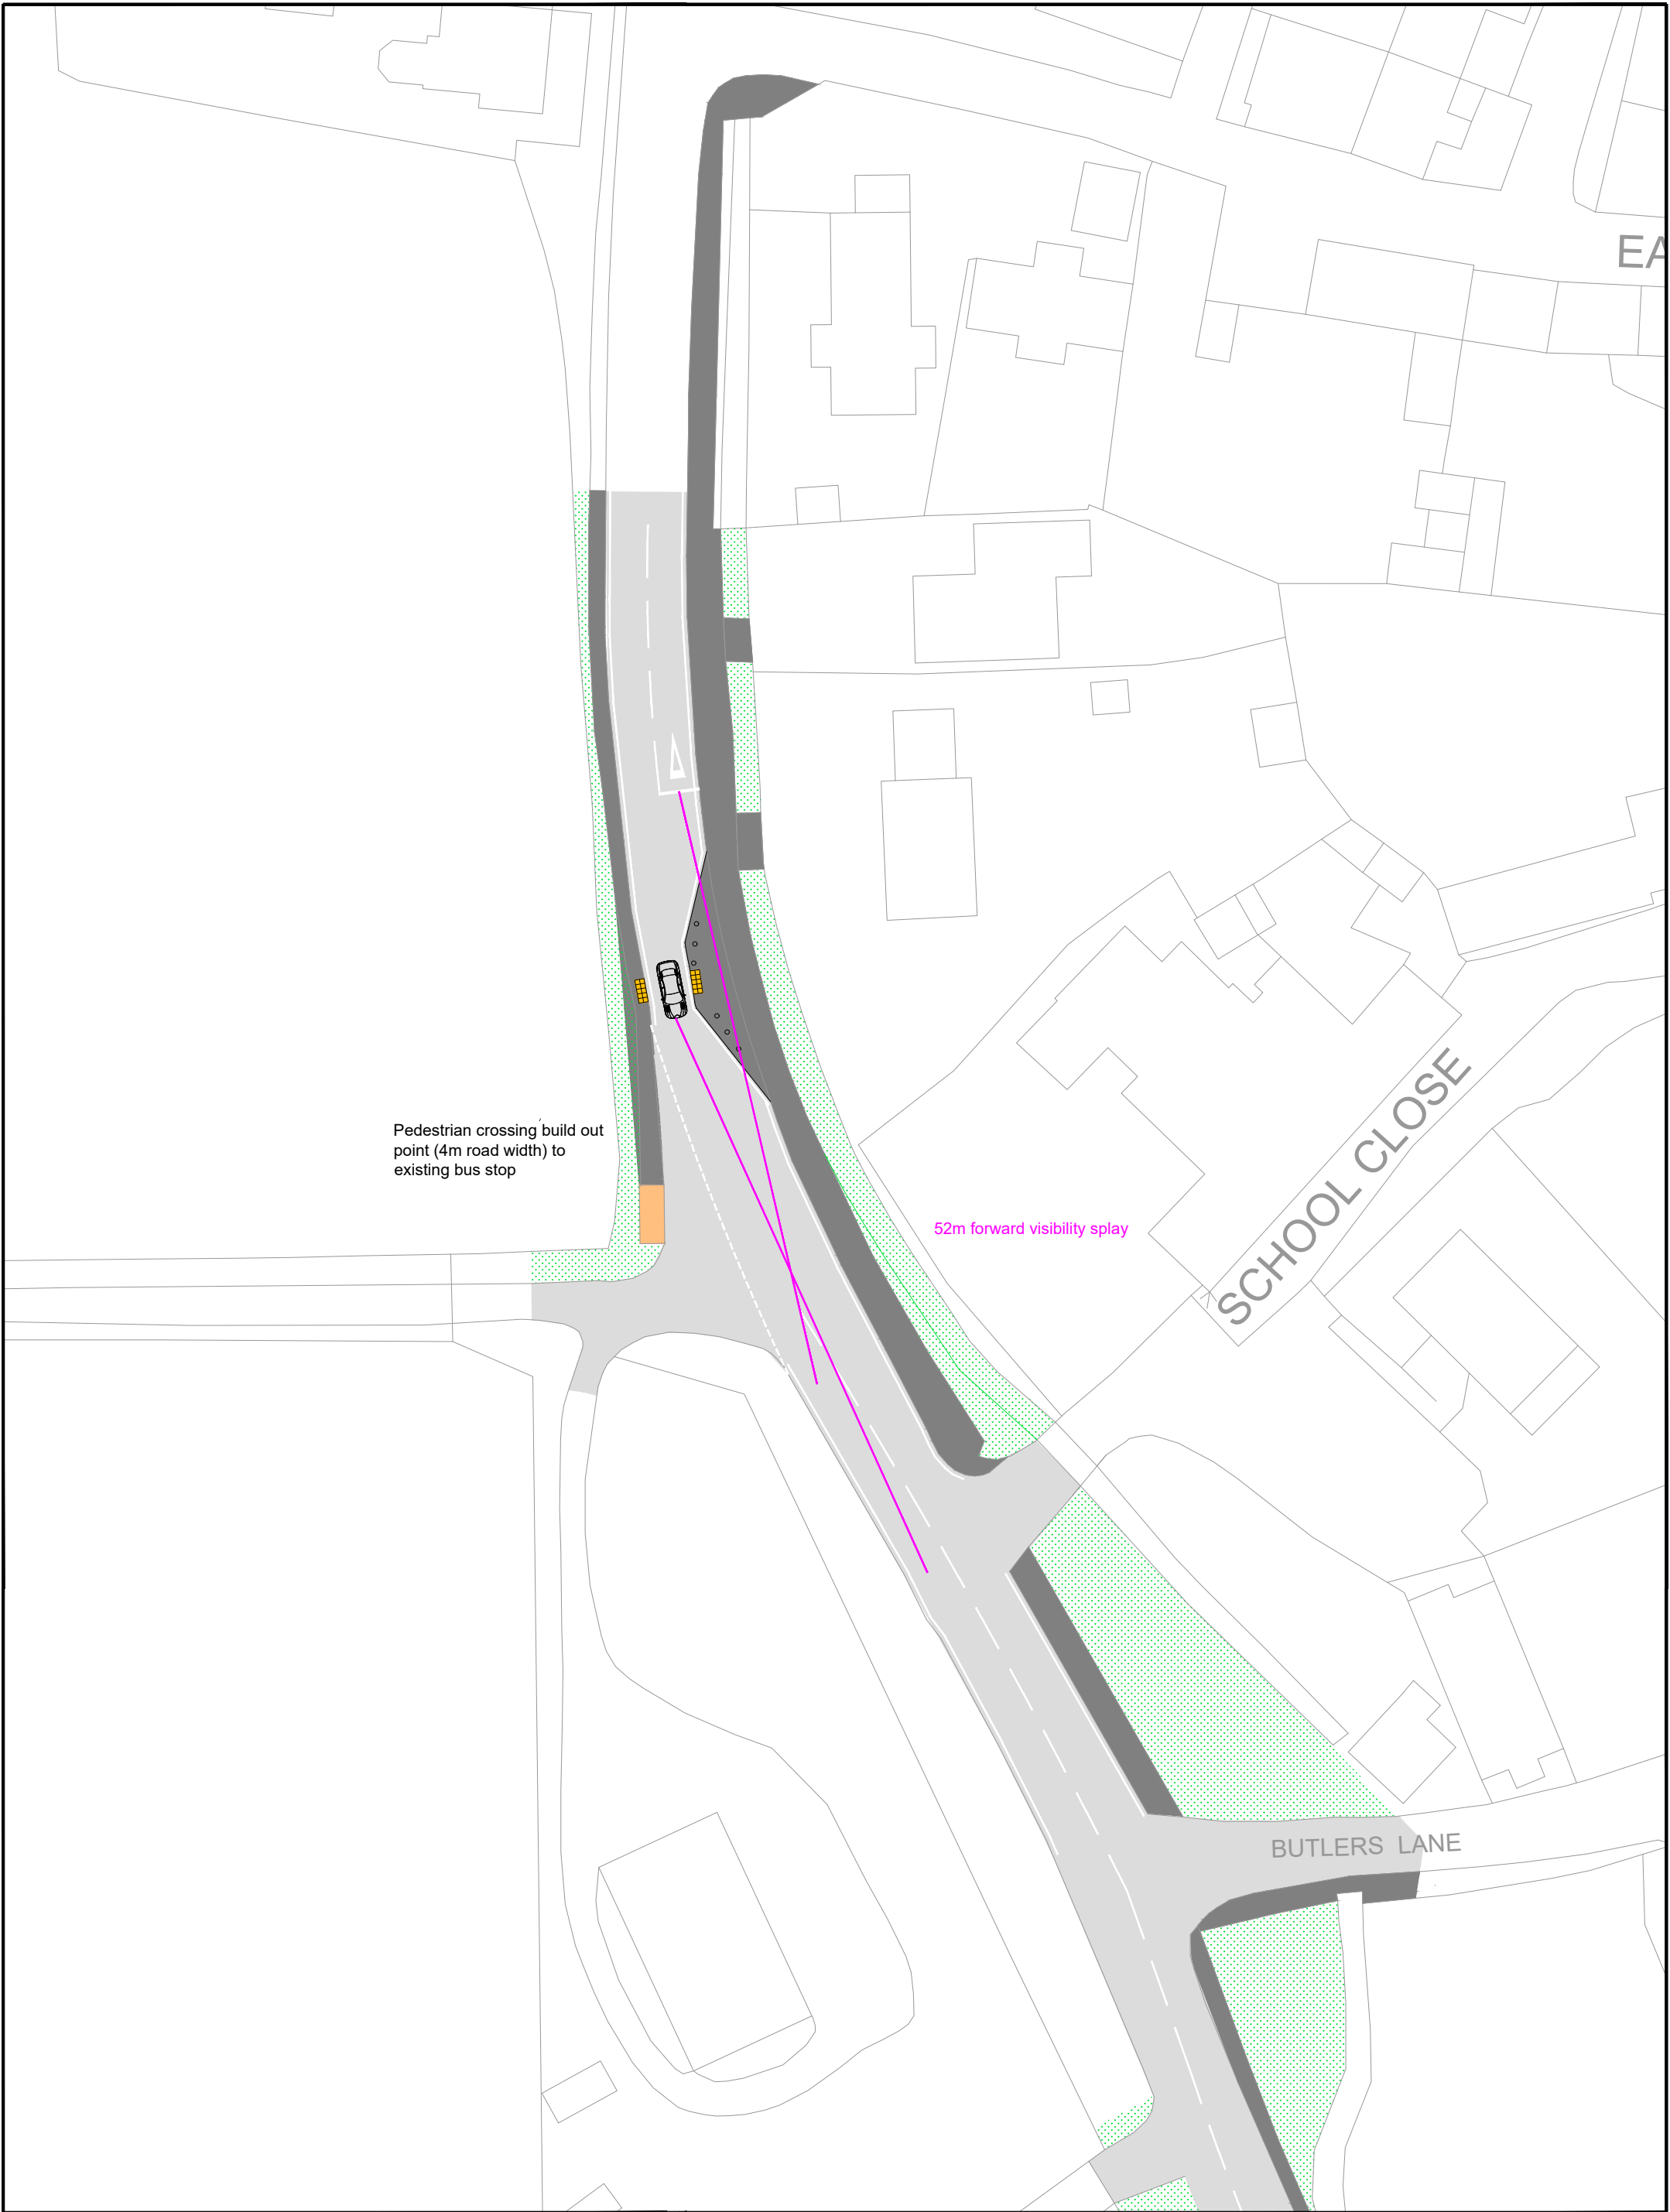 EA
Pedestrian crossing build out
point (4m road width) to
existing bus stop
52m forward visibility splay
SCHOOL CLOSE
BUTLERS LANE